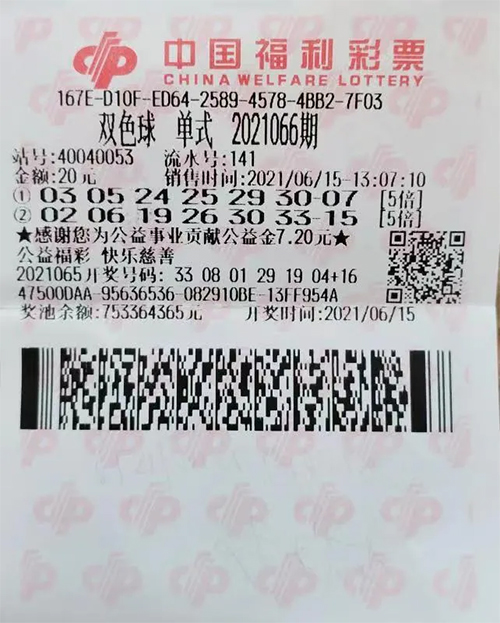 中国福利彩票
CHINA WELFARE LOTTERY
167E-D10F-ED64-2589-4578-4BB2-7F03
双色球 单式 2021066期
站号:40040053 流水号:141
金额:20元 销售时间:2021/06/15-13:07:10
① 03 05 24 25 29 30-07 [5倍]
② 02 06 19 26 30 33-15 [5倍]
★感谢您为公益事业贡献公益金7.20元★
公益福彩 快乐慈善
2021065开奖号码: 33 08 01 29 19 04+16
47500DAA-95636536-082910BE-13FF954A
奖池余额:753364365元 开奖时间:2021/06/15